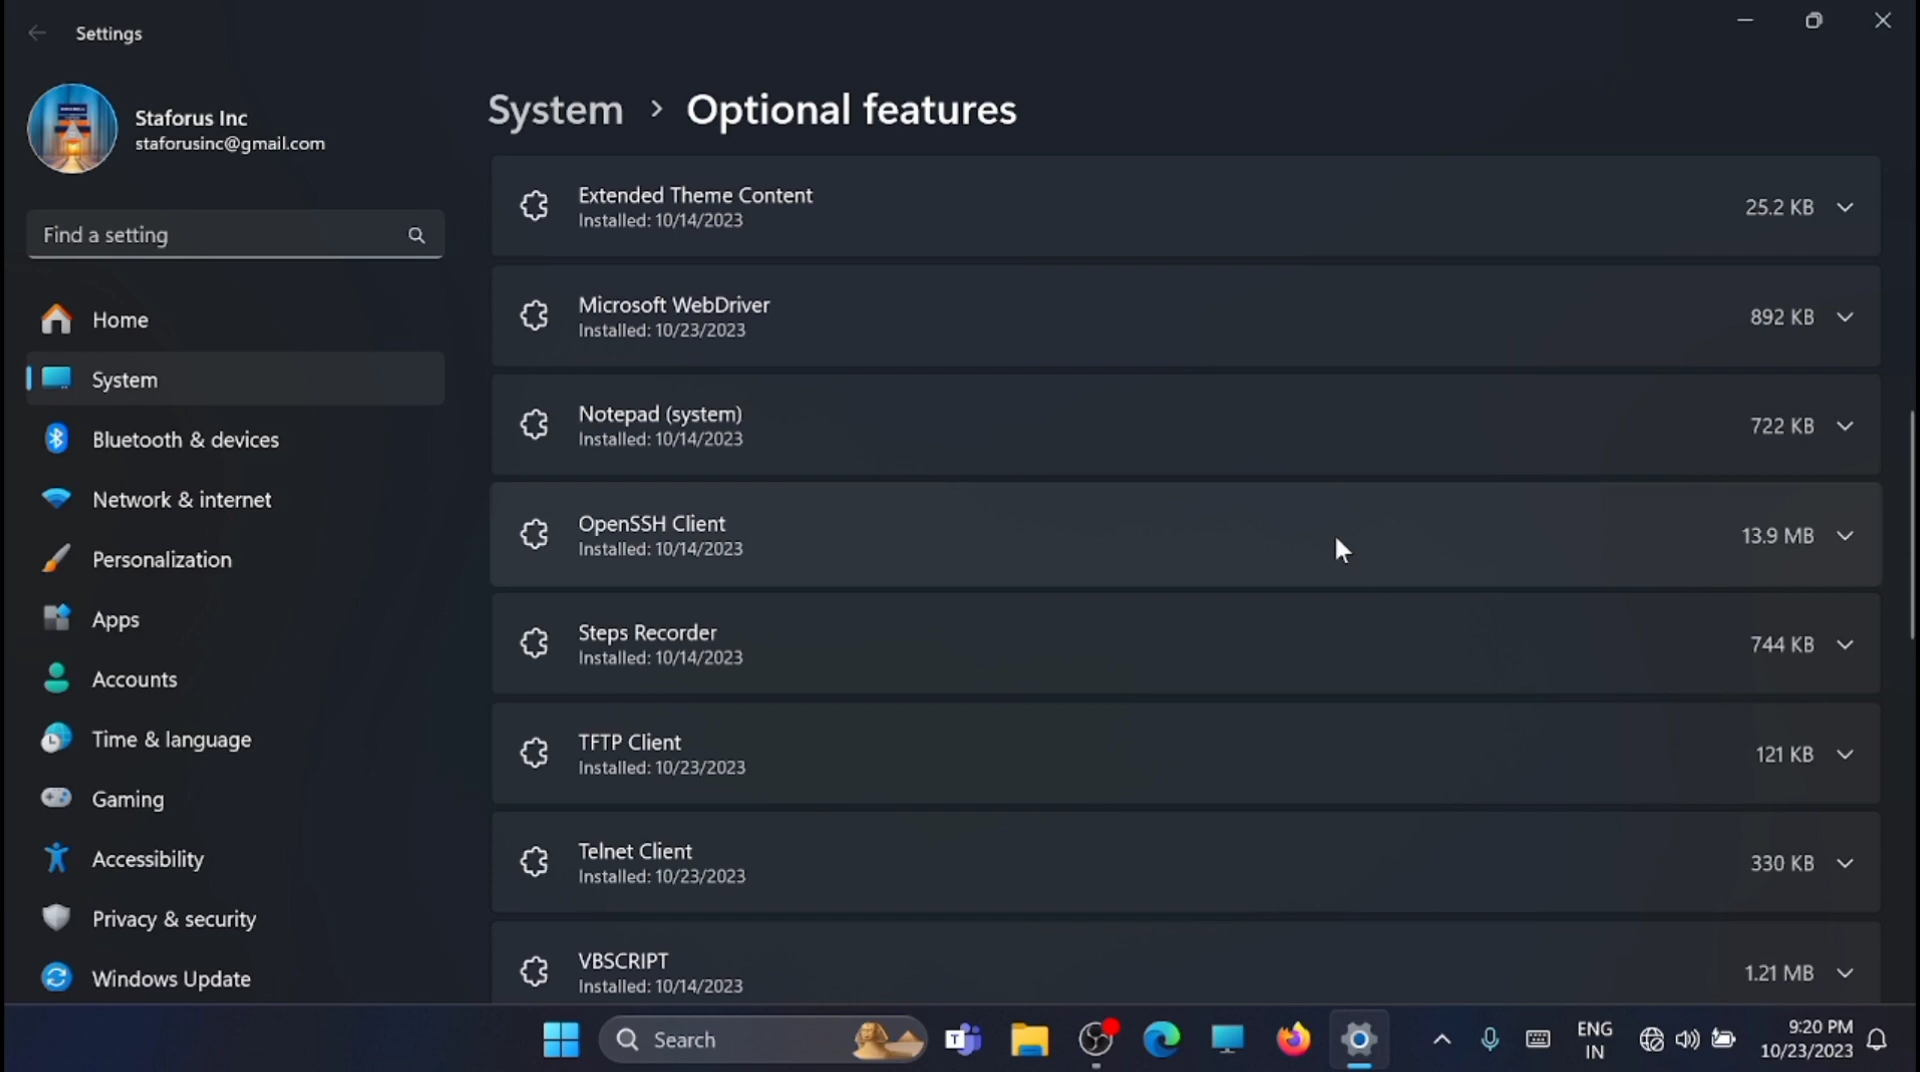 Settings
Staforus Inc
staforusinc@gmail.com
Find a setting
Home
System
Bluetooth & devices
Network & internet
Personalization
Apps
Accounts
Time & language
Gaming
Accessibility
Privacy & security
Windows Update
System > Optional features
Extended Theme Content
Installed: 10/14/2023
25.2 KB
Microsoft WebDriver
Installed: 10/23/2023
892 KB
Notepad (system)
Installed: 10/14/2023
722 KB
OpenSSH Client
Installed: 10/14/2023
13.9 MB
Steps Recorder
Installed: 10/14/2023
744 KB
TFTP Client
Installed: 10/23/2023
121 KB
Telnet Client
Installed: 10/23/2023
330 KB
VBSCRIPT
Installed: 10/14/2023
1.21 MB
Search
ENG
IN
9:20 PM
10/23/2023